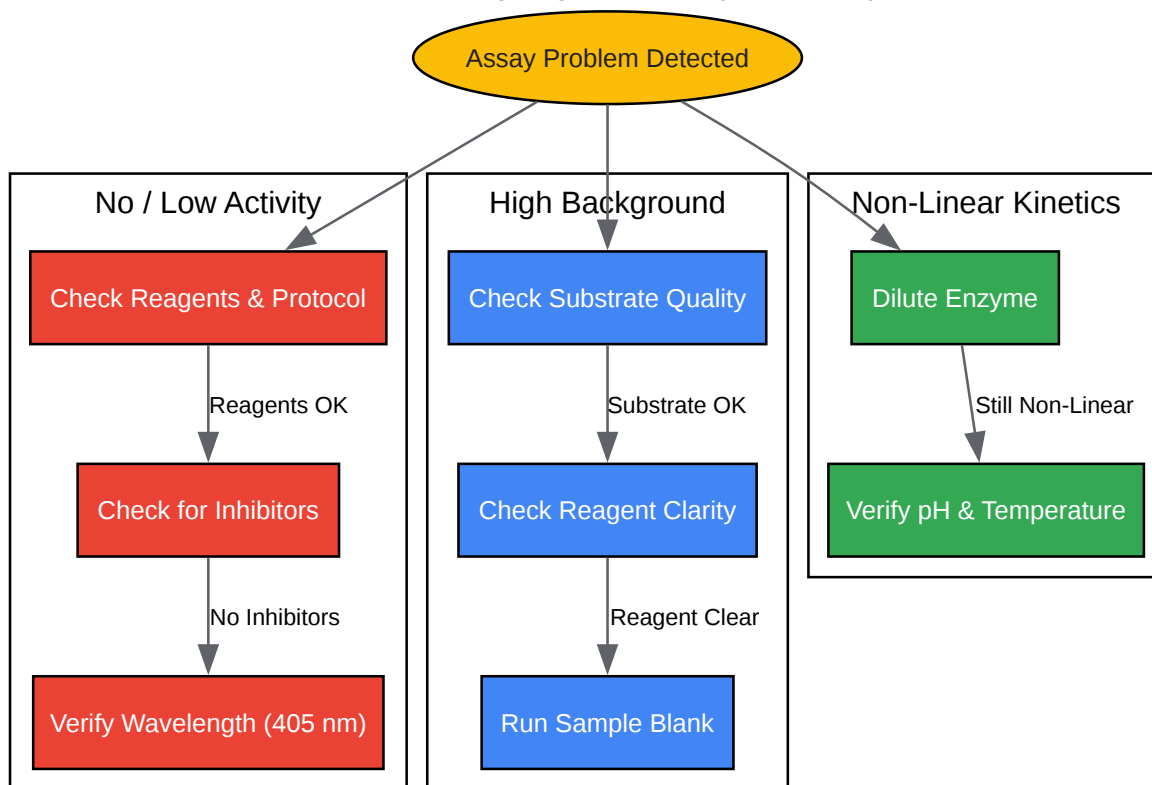 Assay Problem Detected
No / Low Activity
High Background
Non-Linear Kinetics
Check Reagents & Protocol
Check Substrate Quality
Dilute Enzyme
Reagents OK
Substrate OK
Still Non-Linear
Check for Inhibitors
Check Reagent Clarity
Verify pH & Temperature
No Inhibitors
Reagent Clear
Verify Wavelength (405 nm)
Run Sample Blank